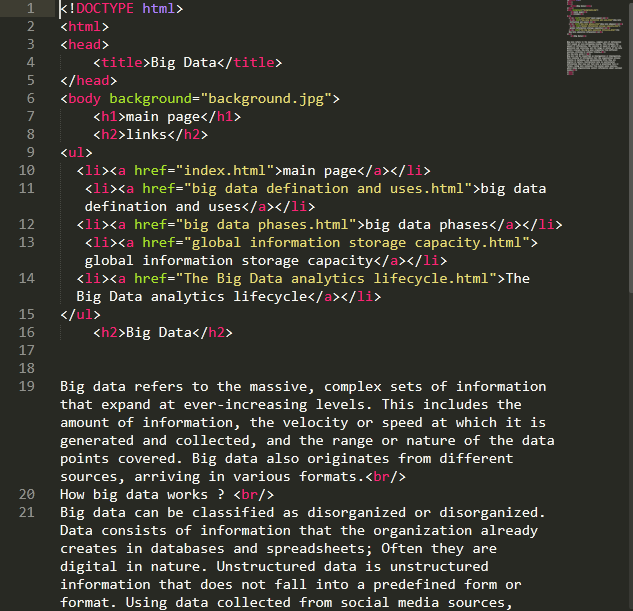 1 <!DOCTYPE html>
2 <html>
3 <head>
4 <title>Big Data</title>
5 </head>
6 <body background="background.jpg">
7 <h1>main page</h1>
8 <h2>links</h2>
9 <ul>
10 <li><a href="index.html">main page</a></li>
11 <li><a href="big data defination and uses.html">big data
defination and uses</a></li>
12 <li><a href="big data phases.html">big data phases</a></li>
13 <li><a href="global information storage capacity.html">
global information storage capacity</a></li>
14 <li><a href="The Big Data analytics lifecycle.html">The
Big Data analytics lifecycle</a></li>
15 </ul>
16 <h2>Big Data</h2>
17
18
19 Big data refers to the massive, complex sets of information
that expand at ever-increasing levels. This includes the
amount of information, the velocity or speed at which it is
generated and collected, and the range or nature of the data
points covered. Big data also originates from different
sources, arriving in various formats.<br/>
20 How big data works ? <br/>
21 Big data can be classified as disorganized or disorganized.
Data consists of information that the organization already
creates in databases and spreadsheets; Often they are
digital in nature. Unstructured data is unstructured
information that does not fall into a predefined form or
format. Using data collected from social media sources,